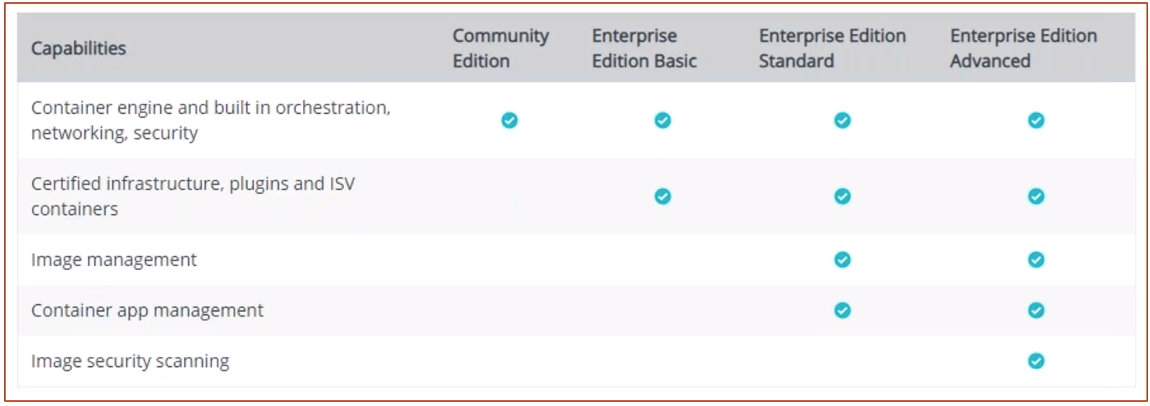 Capabilities
Community
Edition
Enterprise
Edition Basic
Enterprise Edition
Standard
Enterprise Edition
Advanced
Container engine and built in orchestration,
networking, security
Certified infrastructure, plugins and ISV
containers
Image management
Container app management
Image security scanning